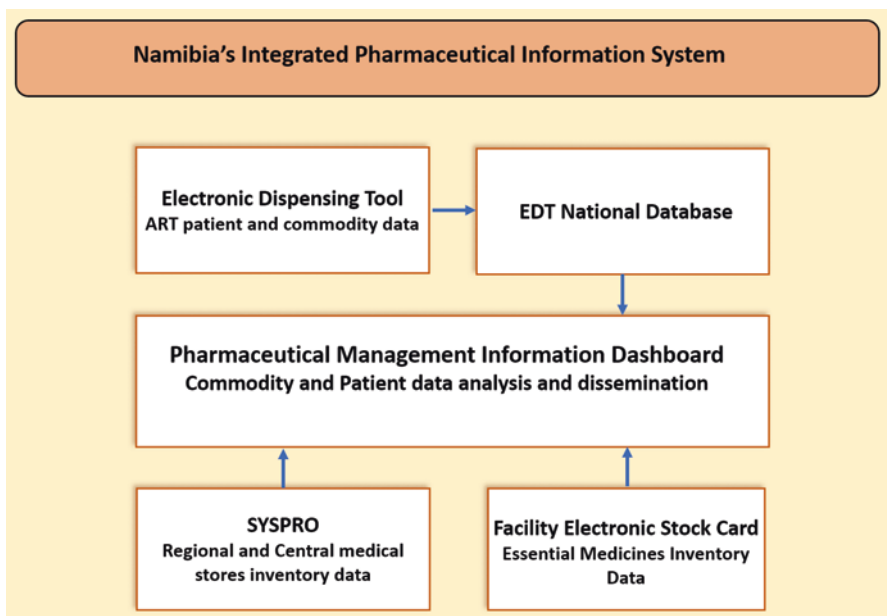 Namibia's Integrated Pharmaceutical Information System
Electronic Dispensing Tool
ART patient and commodity data
EDT National Database
Pharmaceutical Management Information Dashboard
Commodity and Patient data analysis and dissemination
SYSPRO
Regional and Central medical
stores inventory data
Facility Electronic Stock Card
Essential Medicines Inventory
Data